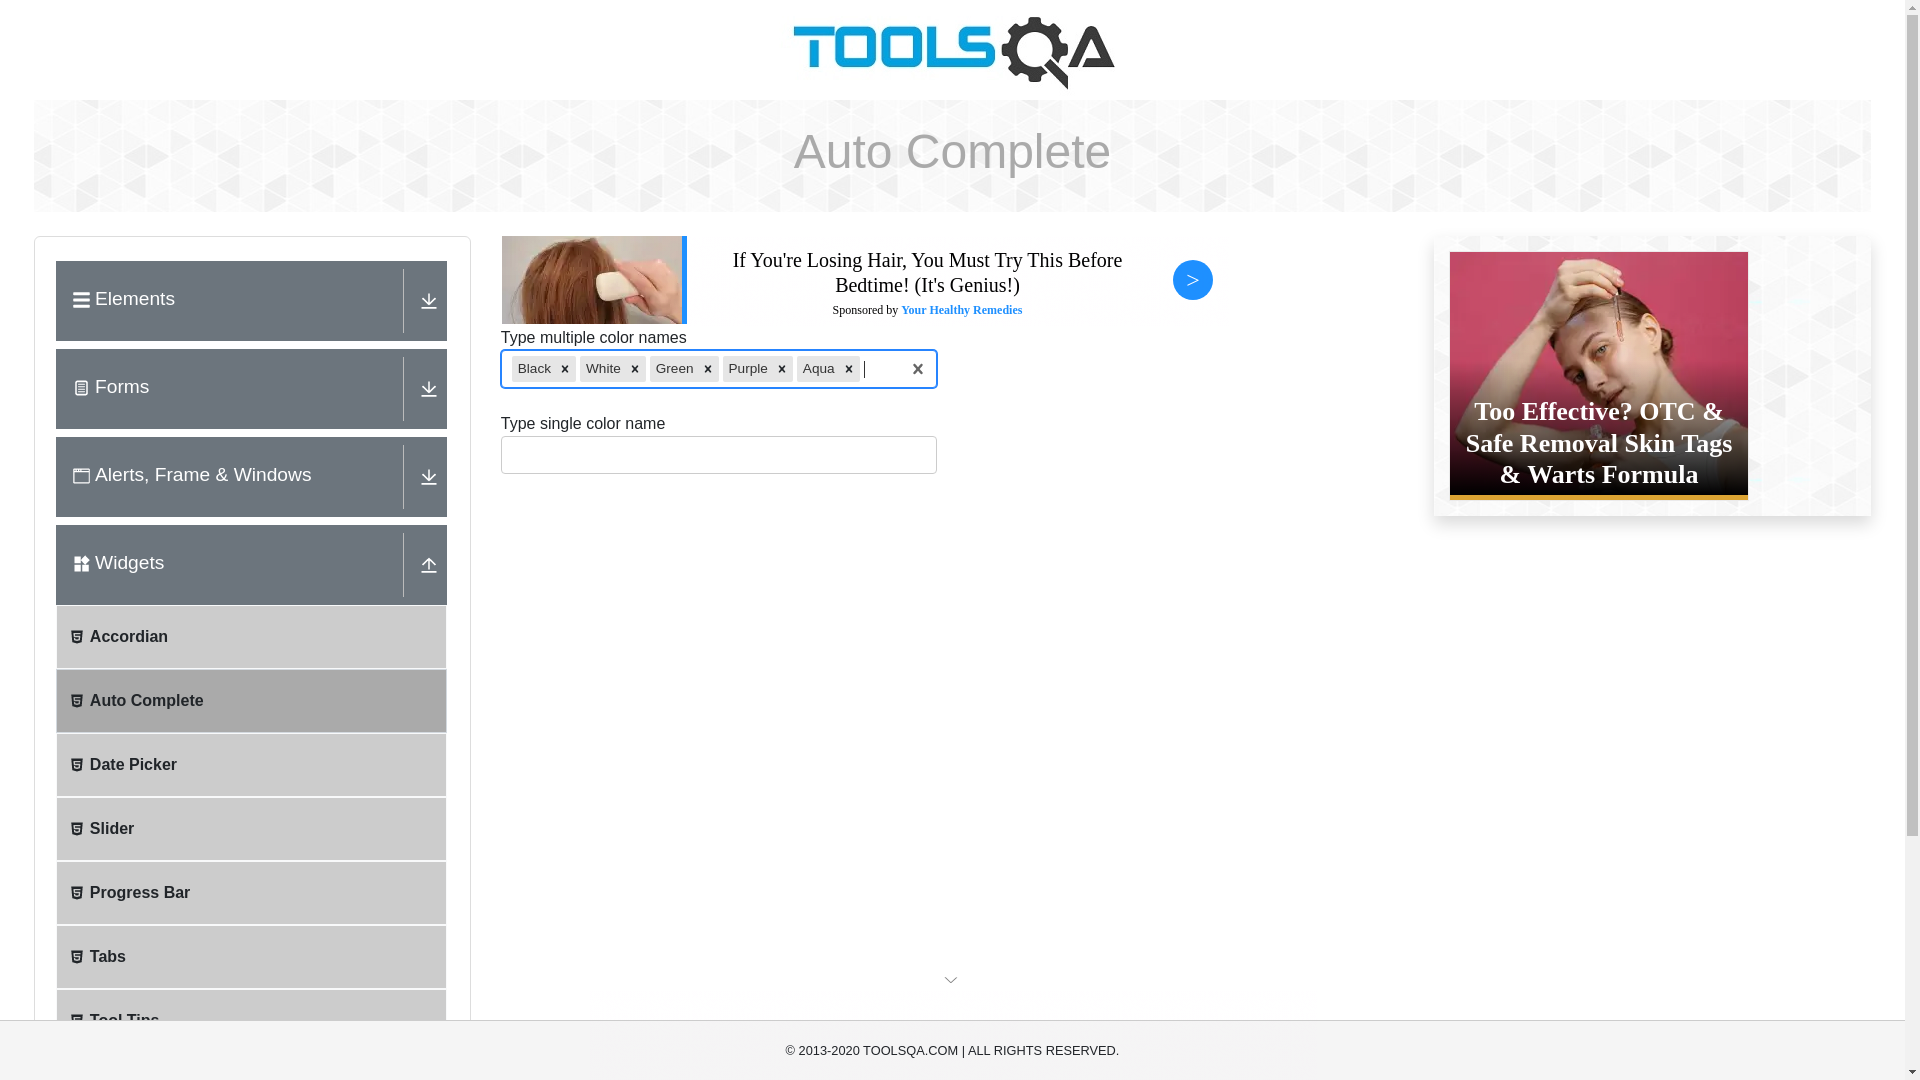 TOOLSQA
Auto Complete
Elements
Forms
Alerts, Frame & Windows
Widgets
Accordian
Auto Complete
Date Picker
Slider
Progress Bar
Tabs
Tool Tips
If You're Losing Hair, You Must Try This Before
Bedtime! (It's Genius!)
Sponsored by Your Healthy Remedies
>
Type multiple color names
Black White Green Purple Aqua
Type single color name
Too Effective? OTC &
Safe Removal Skin Tags
& Warts Formula
© 2013-2020 TOOLSQA.COM | ALL RIGHTS RESERVED.